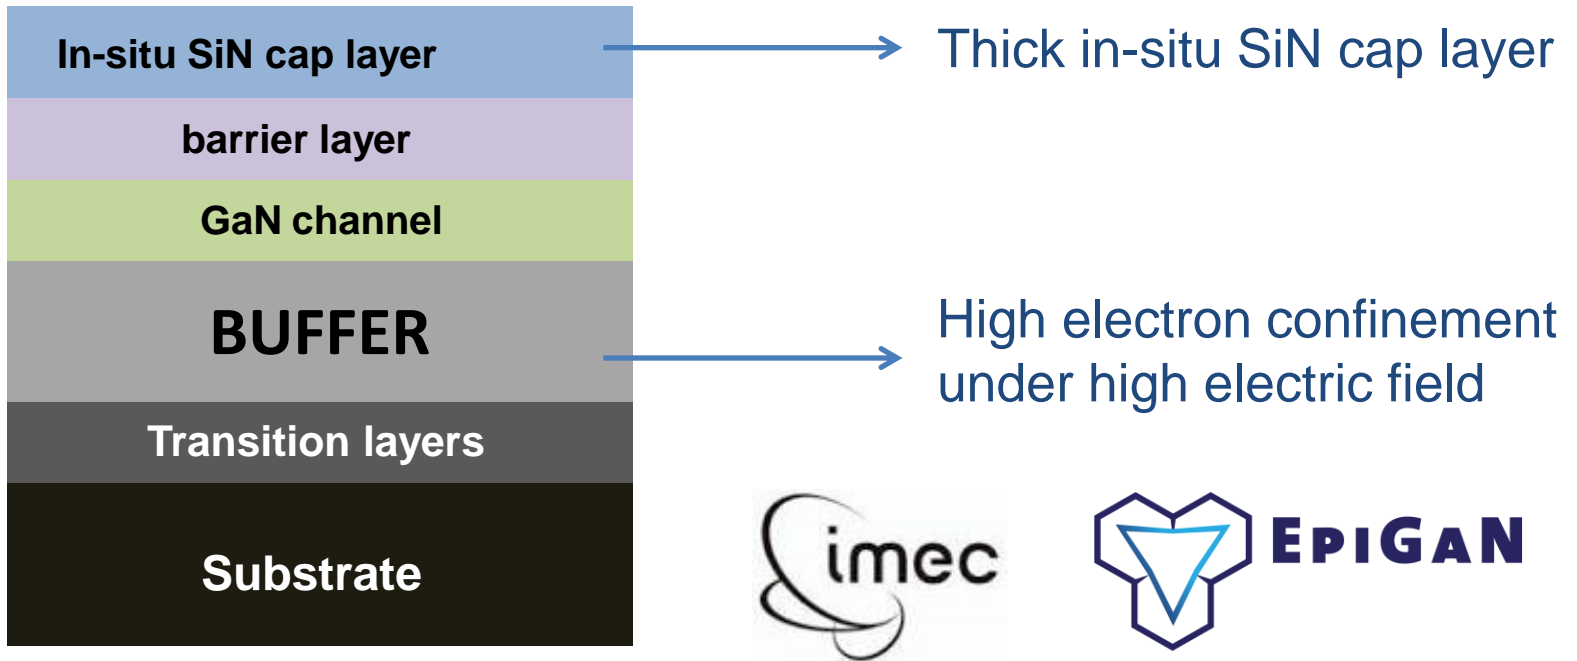 In-situ SiN cap layer
Thick in-situ SiN cap layer
barrier layer
GaN channel
BUFFER
High electron confinement
under high electric field
Transition layers
Substrate
imec
EPIGAN